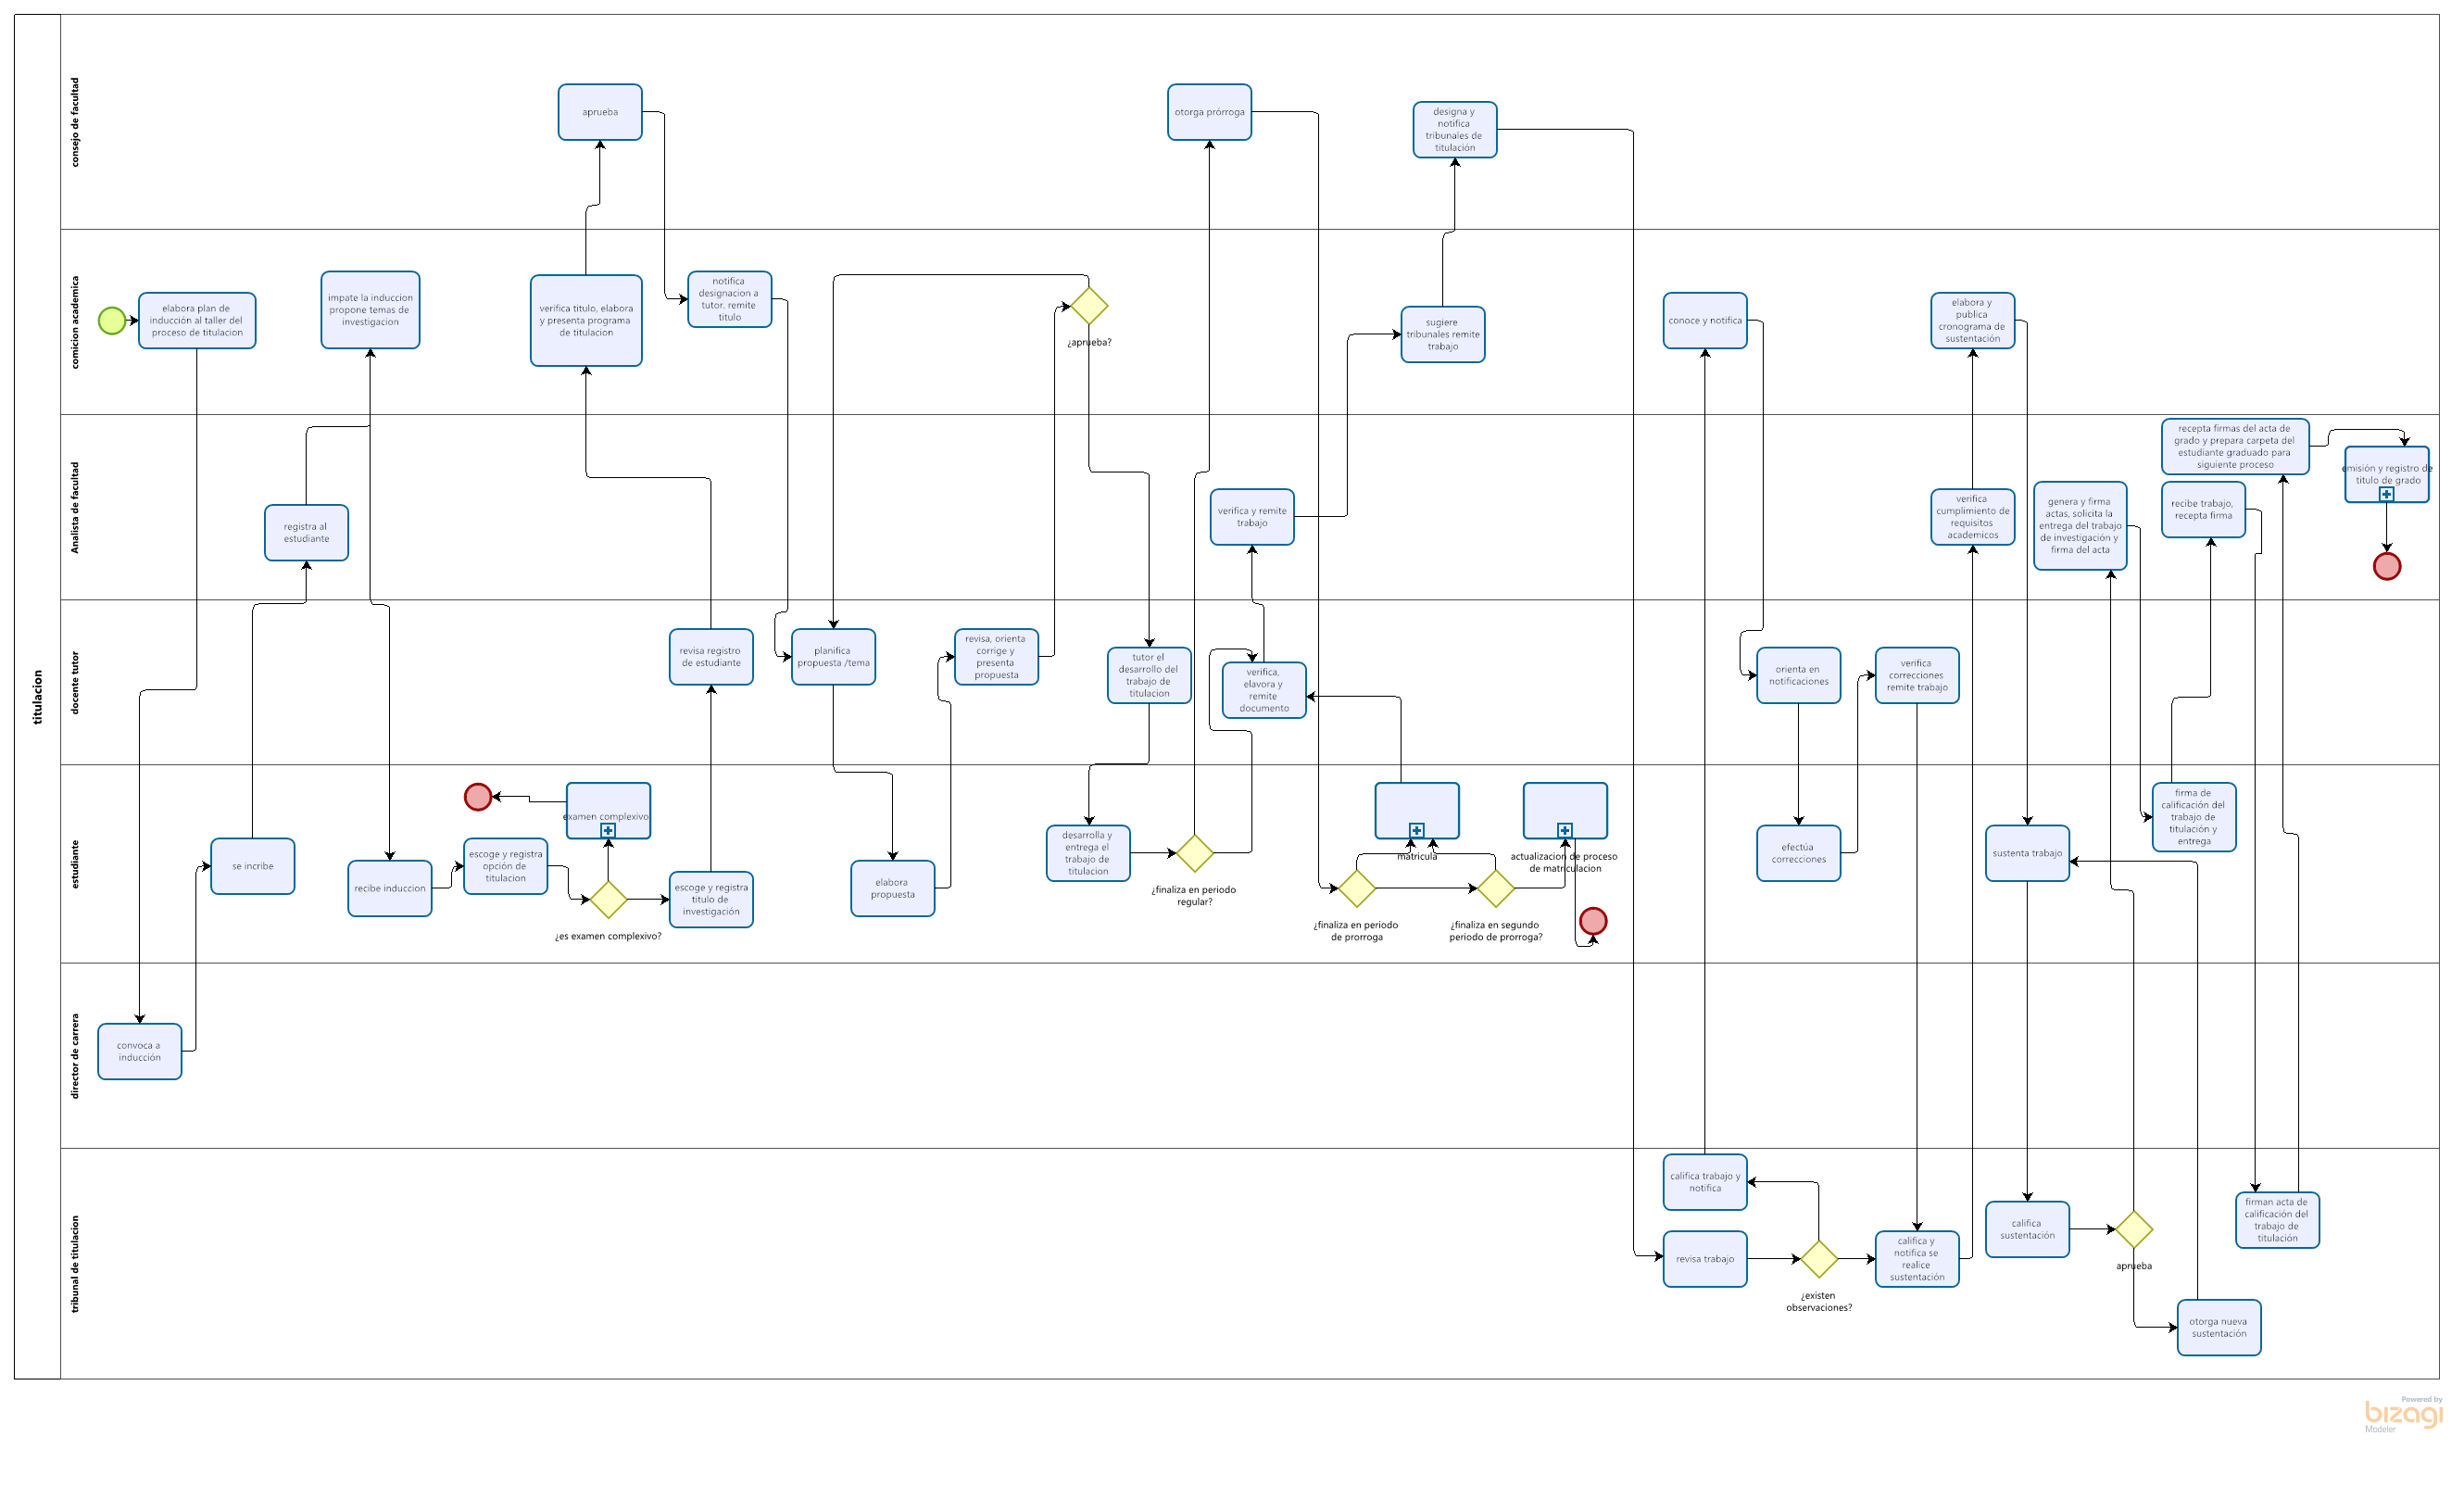 titulacion
consejo de facultad
aprueba
otorga prórroga
designa y
notifica
tribunales de
titulación
comicion academica
elabora plan de
inducción al taller del
proceso de titulacion
impate la induccion
propone temas de
investigacion
verifica titulo, elabora
y presenta programa
de titulacion
notifica
designacion a
tutor, remite
titulo
¿aprueba?
sugiere
tribunales remite
trabajo
conoce y notifica
elabora y
publica
cronograma de
sustentación
Analista de facultad
registra al
estudiante
verifica y remite
trabajo
verifica
cumplimiento de
requisitos
academicos
genera y firma
actas, solicita la
entrega del trabajo
de investigación y
firma del acta
recepta firmas del acta de
grado y prepara carpeta del
estudiante graduado para
siguiente proceso
recibe trabajo,
recepta firma
emisión y registro de
titulo de grado
docente tutor
revisa registro
de estudiante
planifica
propuesta /tema
revisa, orienta
corrige y
presenta
propuesta
tutor el
desarrollo del
trabajo de
titulacion
verifica,
elavora y
remite
documento
orienta en
notificaciones
verifica
correcciones
remite trabajo
estudiante
se incribe
recibe induccion
escoge y registra
opción de
titulacion
examen complexivo
¿es examen complexivo?
escoge y registra
titulo de
investigación
elabora
propuesta
desarrolla y
entrega el
trabajo de
titulacion
¿finaliza en periodo
regular?
¿finaliza en periodo
de prorroga
matricula
¿finaliza en segundo
periodo de prorroga?
actualizacion de proceso
de matriculacion
efectúa
correcciones
sustenta trabajo
firma de
calificación del
trabajo de
titulación y
entrega
director de carrera
convoca a
inducción
tribunal de titulacion
califica trabajo y
notifica
revisa trabajo
¿existen
observaciones?
califica y
notifica se
realice
sustentación
califica
sustentación
aprueba
otorga nueva
sustentación
firman acta de
calificación del
trabajo de
titulación
Powered by
bizagi
Modeler